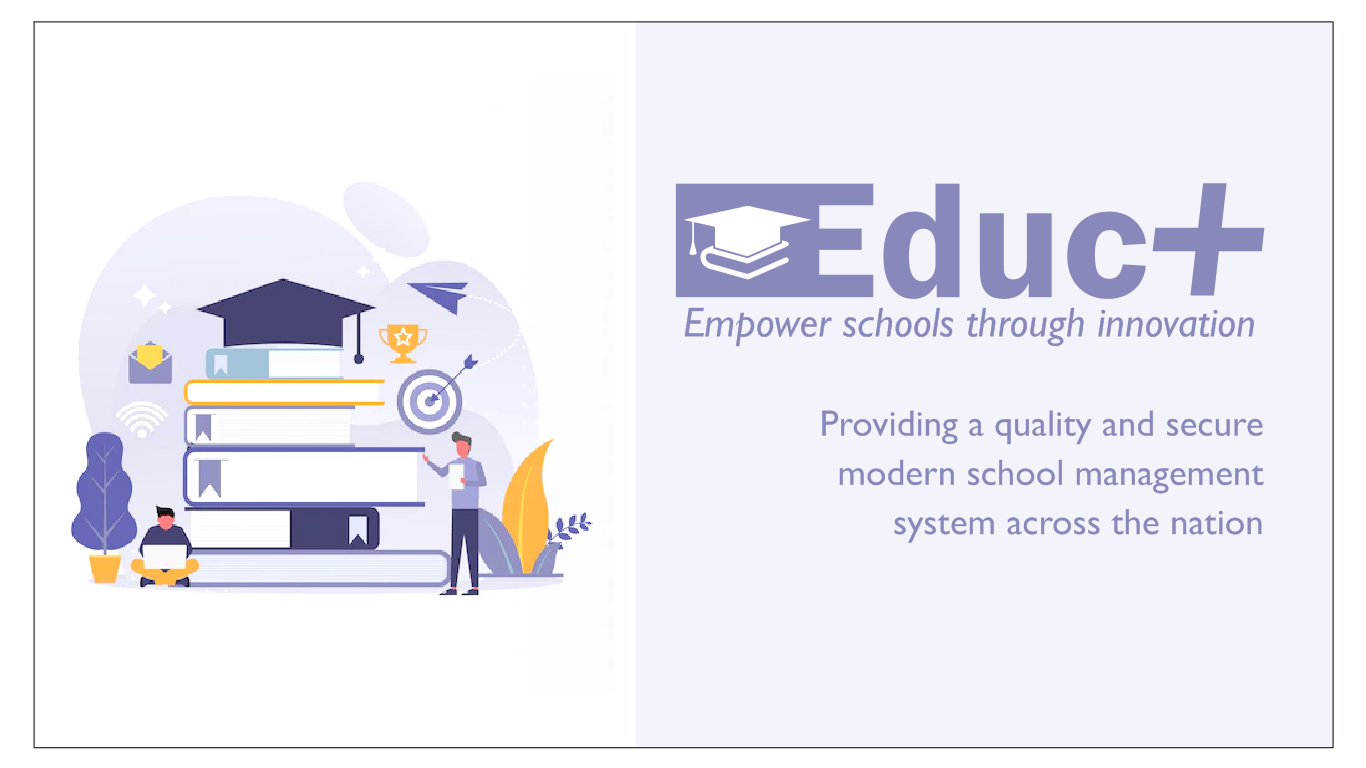 Educ+
Empower schools through innovation
Providing a quality and secure
modern school management
system across the nation